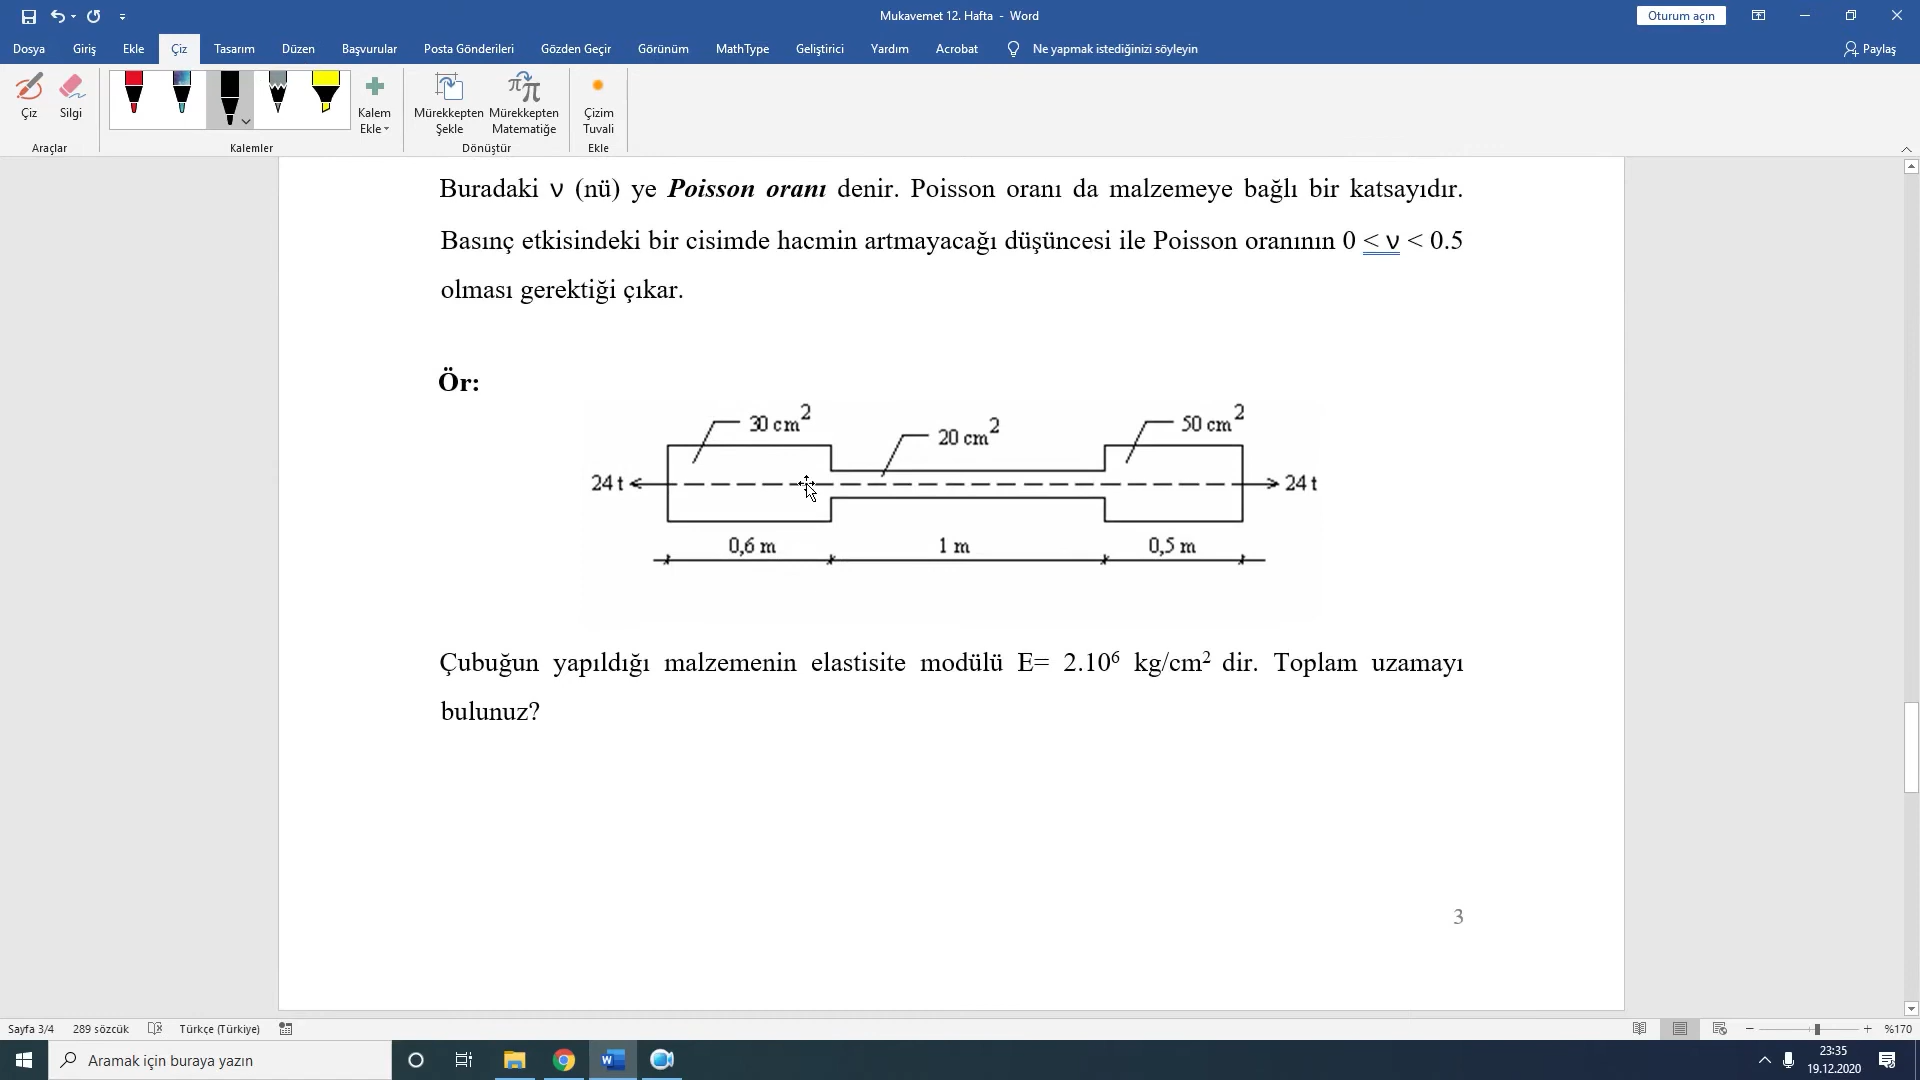 Mukavemet 12. Hafta - Word
Oturum açın
Dosya Giriş Ekle Çiz Tasarım Düzen Başvurular Posta Gönderileri Gözden Geçir Görünüm MathType Geliştirici Yardım Acrobat Ne yapmak istediğinizi söyleyin Paylaş
Çiz Silgi Kalem Ekle Mürekkepten Şekle Mürekkepten Matematiğe Çizim Tuvali
Araçlar Kalemler Dönüştür Ekle
Buradaki ν (nü) ye Poisson oranı denir. Poisson oranı da malzemeye bağlı bir katsayıdır.
Basınç etkisindeki bir cisimde hacmin artmayacağı düşüncesi ile Poisson oranının 0 < ν < 0.5
olması gerektiği çıkar.
Ör:
30 cm² 20 cm² 50 cm²
24 t 24 t
0,6 m 1 m 0,5 m
Çubuğun yapıldığı malzemenin elastisite modülü E= 2.10⁶ kg/cm² dir. Toplam uzamayı
bulunuz?
3
Sayfa 3/4 289 sözcük Türkçe (Türkiye) %170
Aramak için buraya yazın
23:35
19.12.2020